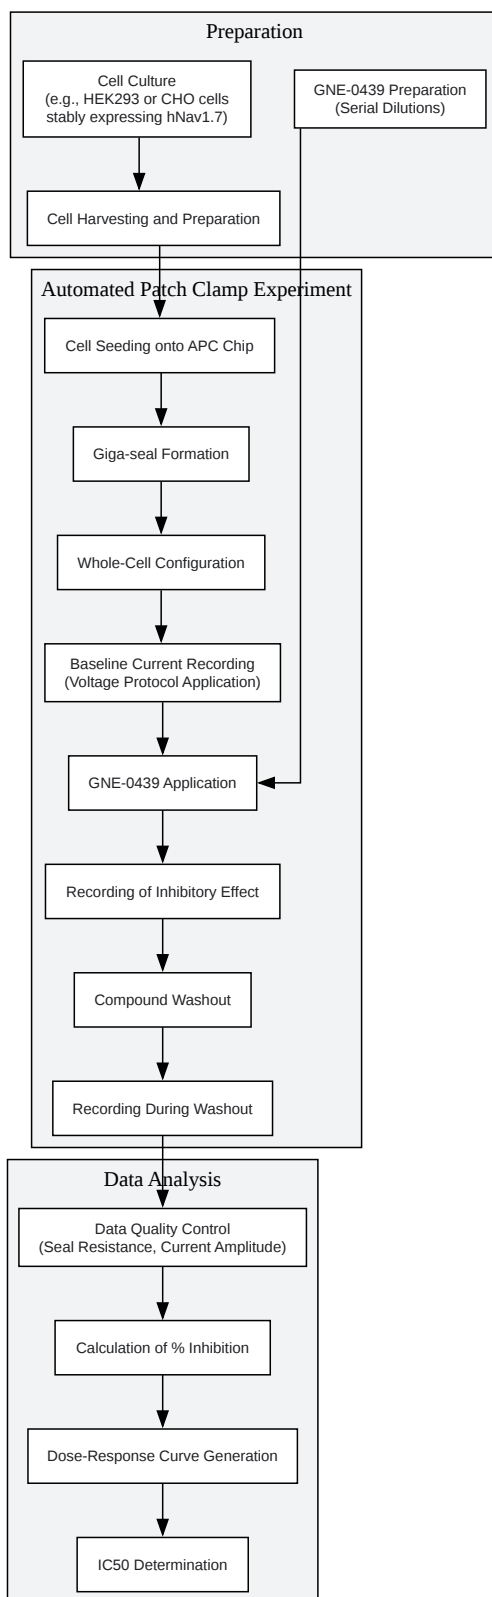 Preparation
Cell Culture
(e.g., HEK293 or CHO cells
stably expressing hNav1.7)
GNE-0439 Preparation
(Serial Dilutions)
Cell Harvesting and Preparation
Automated Patch Clamp Experiment
Cell Seeding onto APC Chip
Giga-seal Formation
Whole-Cell Configuration
Baseline Current Recording
(Voltage Protocol Application)
GNE-0439 Application
Recording of Inhibitory Effect
Compound Washout
Recording During Washout
Data Analysis
Data Quality Control
(Seal Resistance, Current Amplitude)
Calculation of % Inhibition
Dose-Response Curve Generation
IC50 Determination